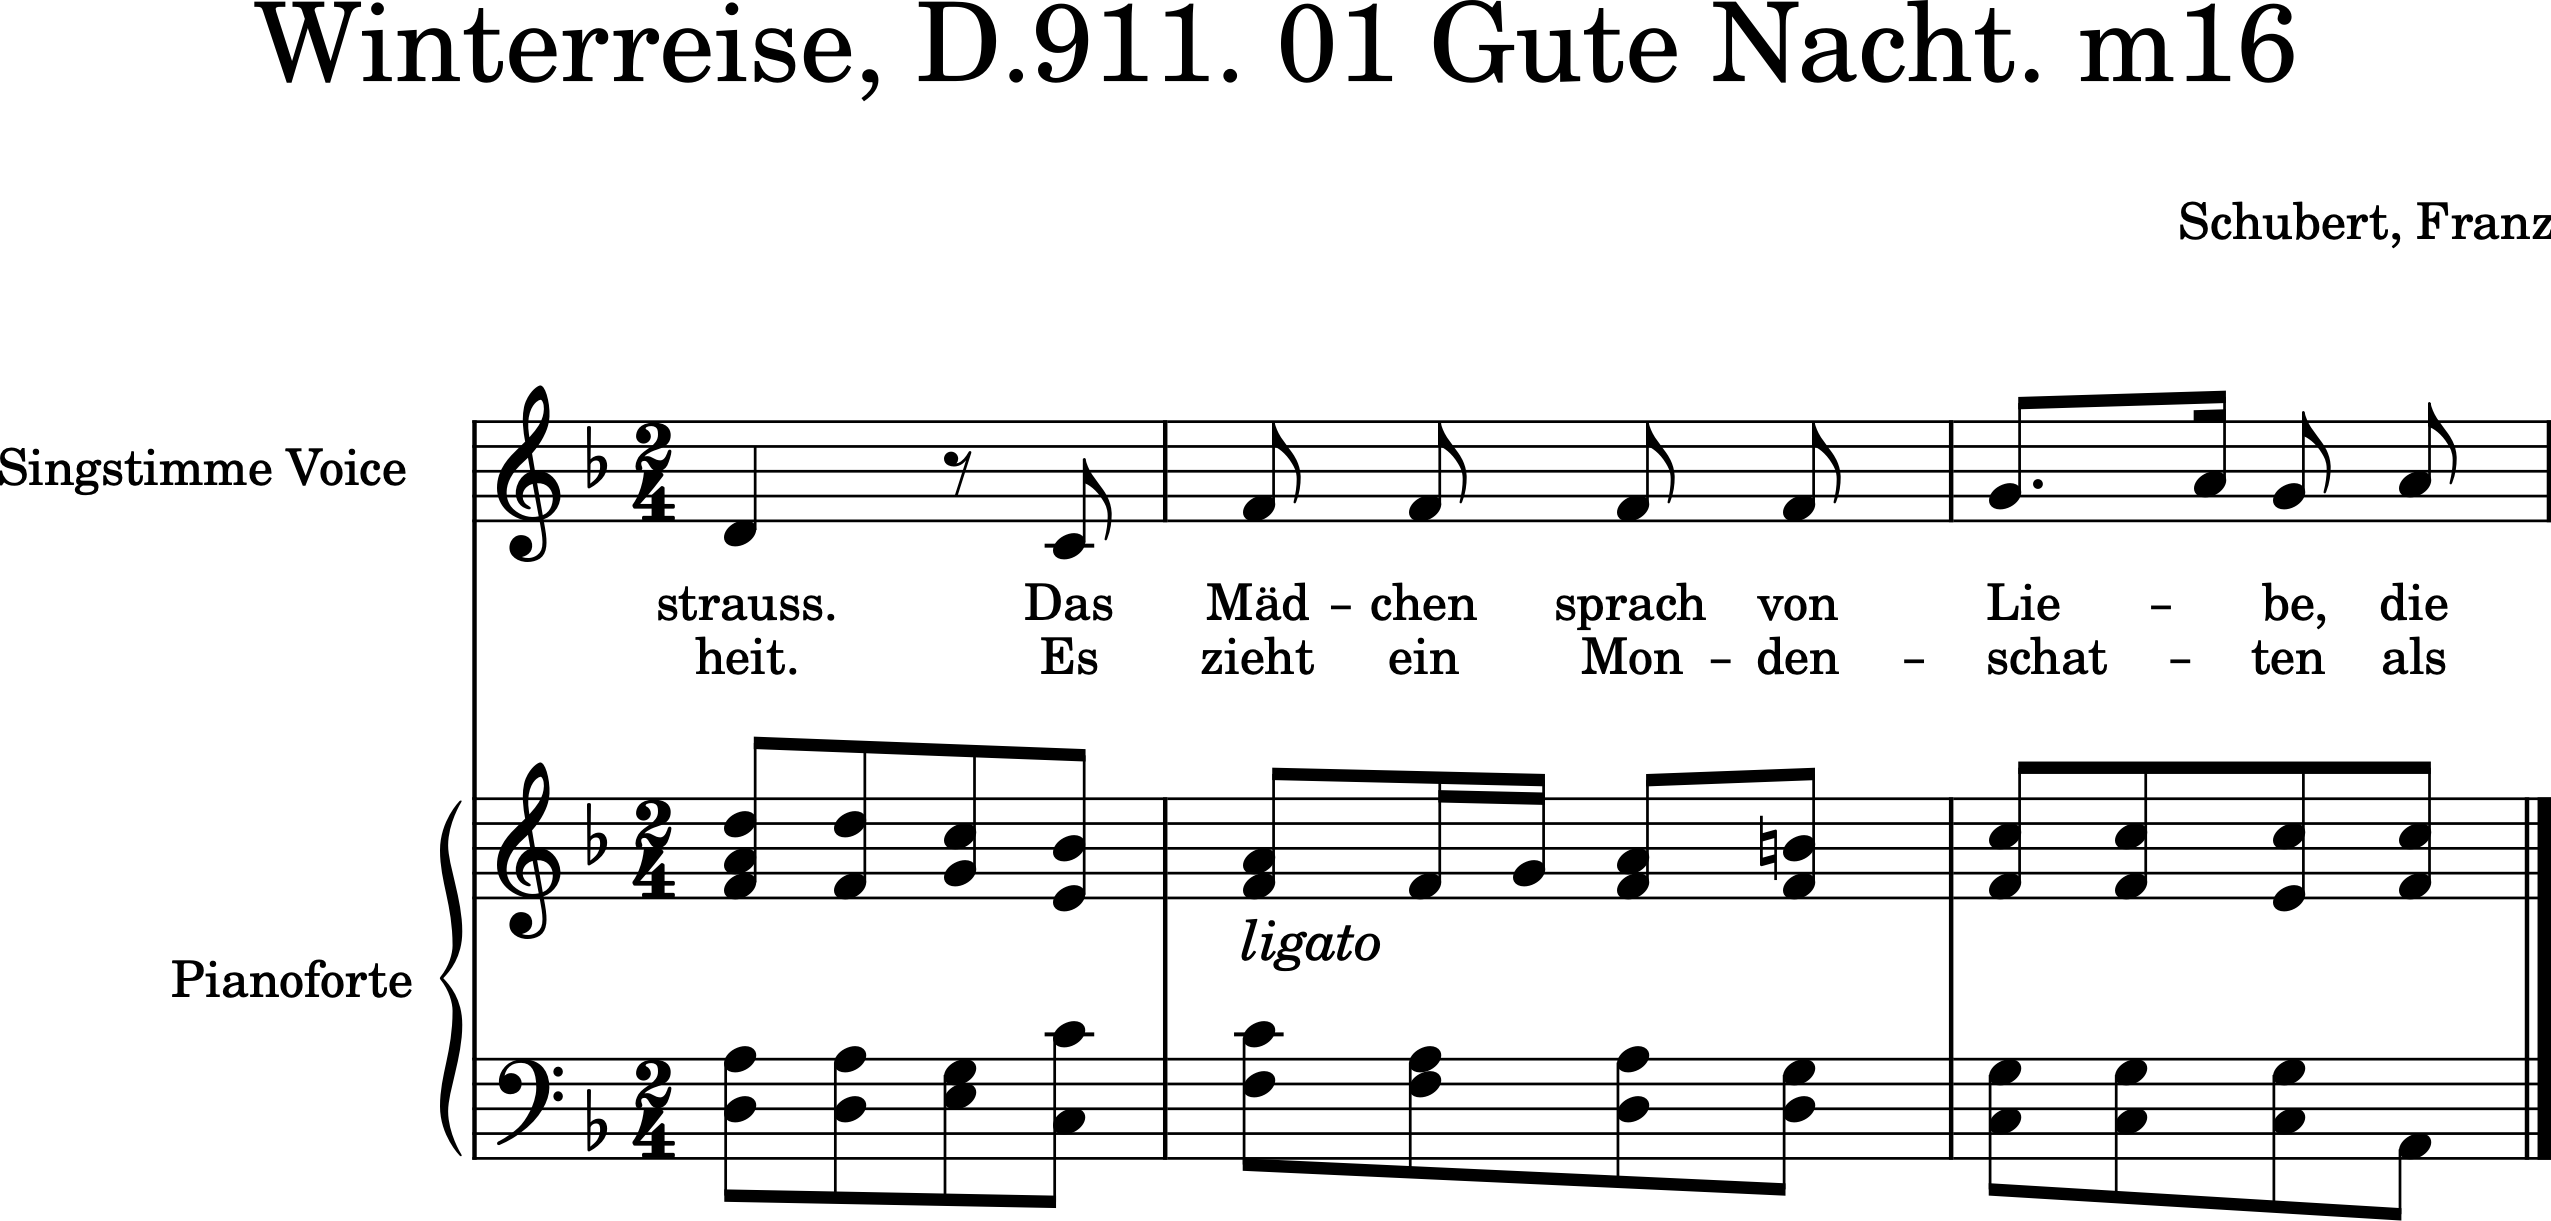 Winterreise, D.911. 01 Gute Nacht. m16
Schubert, Franz
Singstimme Voice
strauss. Das Mäd – chen sprach von Lie – be, die
heit. Es zieht ein Mon – den – schat – ten als
ligato
Pianoforte